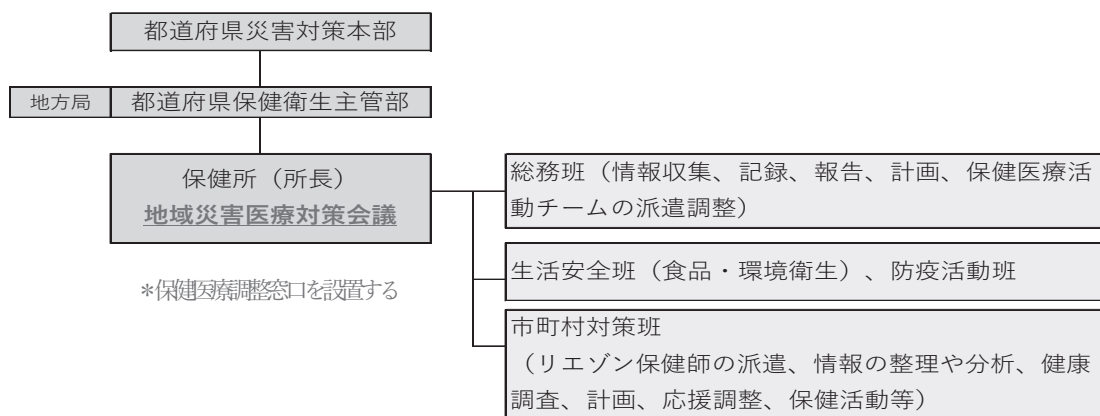 都道府県災害対策本部
地方局
都道府県保健衛生主管部
保健所（所長）
地域災害医療対策会議
*保健医療調整窓口を設置する
総務班（情報収集、記録、報告、計画、保健医療活
動チームの派遣調整）
生活安全班（食品・環境衛生）、防疫活動班
市町村対策班
（リエゾン保健師の派遣、情報の整理や分析、健康
調査、計画、応援調整、保健活動等）